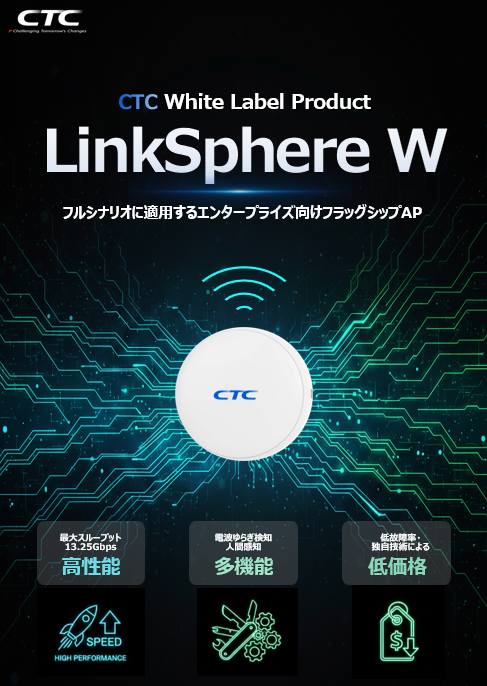 CTC
Challenging Tomorrow's Changes
CTC White Label Product
LinkSphere W
フルシナリオに適用するエンタープライズ向けフラッグシップAP
CTC
最大スループット
13.25Gbps
高性能
電波ゆらぎ検知
人間感知
多機能
低故障率・
独自技術による
低価格
SPEED
HIGH PERFORMANCE
$